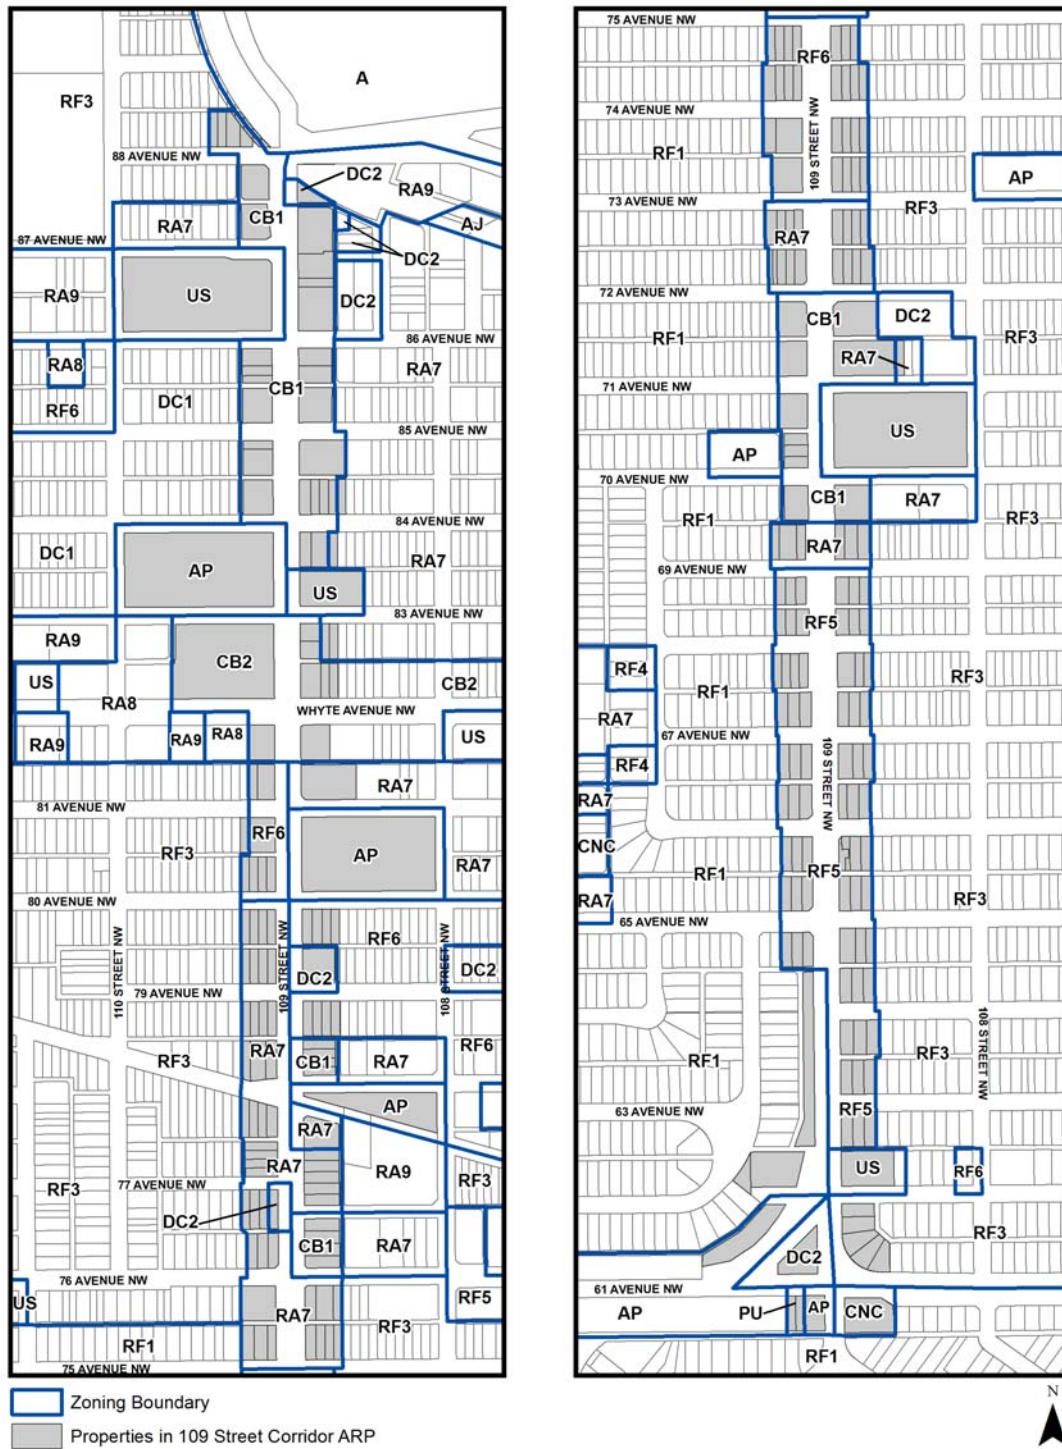 A
RF3
88 AVENUE NW
DC2
RA9
CB1
RA7
AJ
87 AVENUE NW
DC2
RA9
US
DC2
86 AVENUE NW
RA8
RA7
CB1
RF6
DC1
85 AVENUE NW
84 AVENUE NW
DC1
RA7
AP
US
83 AVENUE NW
RA9
CB2
CB2
US
RA8
WHYTE AVENUE NW
RA9
RA9
RA8
US
RA7
81 AVENUE NW
RF6
RF3
AP
RA7
80 AVENUE NW
110 STREET NW
109 STREET NW
108 STREET NW
RF6
DC2
DC2
79 AVENUE NW
RF3
RA7
CB1
RA7
RF6
AP
RA7
RA7
RA9
RF3
77 AVENUE NW
RF3
DC2
CB1
RA7
76 AVENUE NW
US
RF5
RA7
RF3
RF1
75 AVENUE NW
75 AVENUE NW
RF6
74 AVENUE NW
109 STREET NW
RF1
AP
73 AVENUE NW
RF3
RA7
72 AVENUE NW
CB1
DC2
RF1
RF3
RA7
71 AVENUE NW
US
AP
70 AVENUE NW
CB1
RA7
RF1
RF3
RA7
69 AVENUE NW
RF5
RF4
RF1
RF3
RA7
67 AVENUE NW
109 STREET NW
RF4
RA7
CNC
RF1
RF5
RF3
RA7
65 AVENUE NW
108 STREET NW
RF1
RF3
63 AVENUE NW
RF5
US
RF6
RF3
DC2
61 AVENUE NW
AP
PU
AP
CNC
RF1
Zoning Boundary
Properties in 109 Street Corridor ARP
N